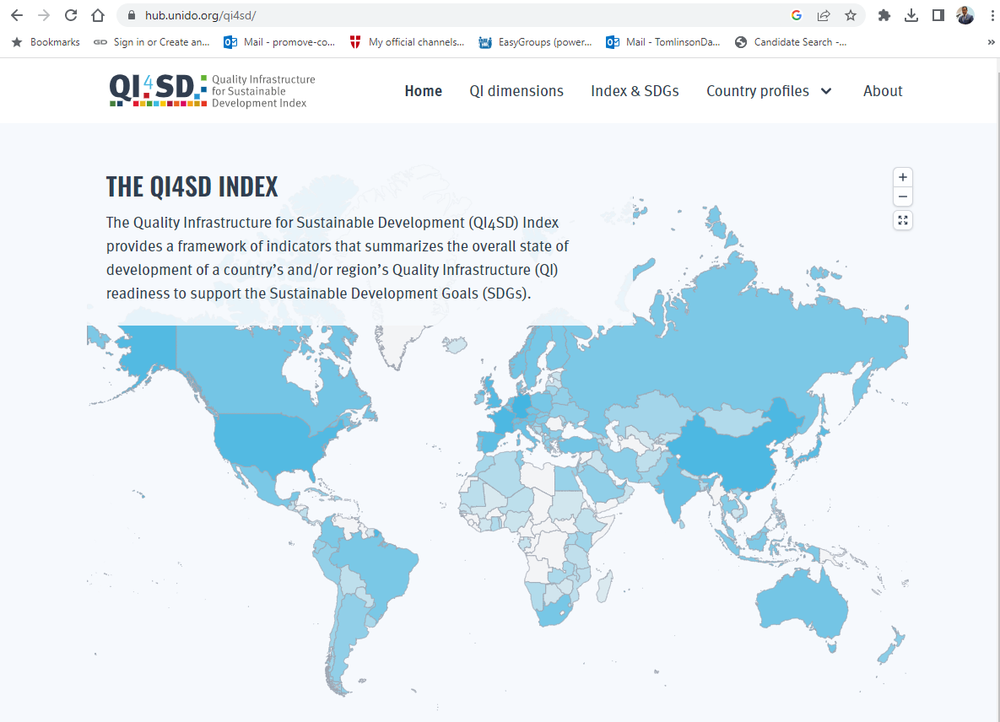 hub.unido.org/qi4sd/
Bookmarks
Sign in or Create an...
Mail - promove-co...
My official channels...
EasyGroups (power...
Mail - TomlinsonDa...
Candidate Search -...
»
QI4SD
Quality Infrastructure
for Sustainable
Development Index
Home
QI dimensions
Index & SDGs
Country profiles
About
THE QI4SD INDEX
The Quality Infrastructure for Sustainable Development (QI4SD) Index
provides a framework of indicators that summarizes the overall state of
development of a country's and/or region's Quality Infrastructure (QI)
readiness to support the Sustainable Development Goals (SDGs).
+
−